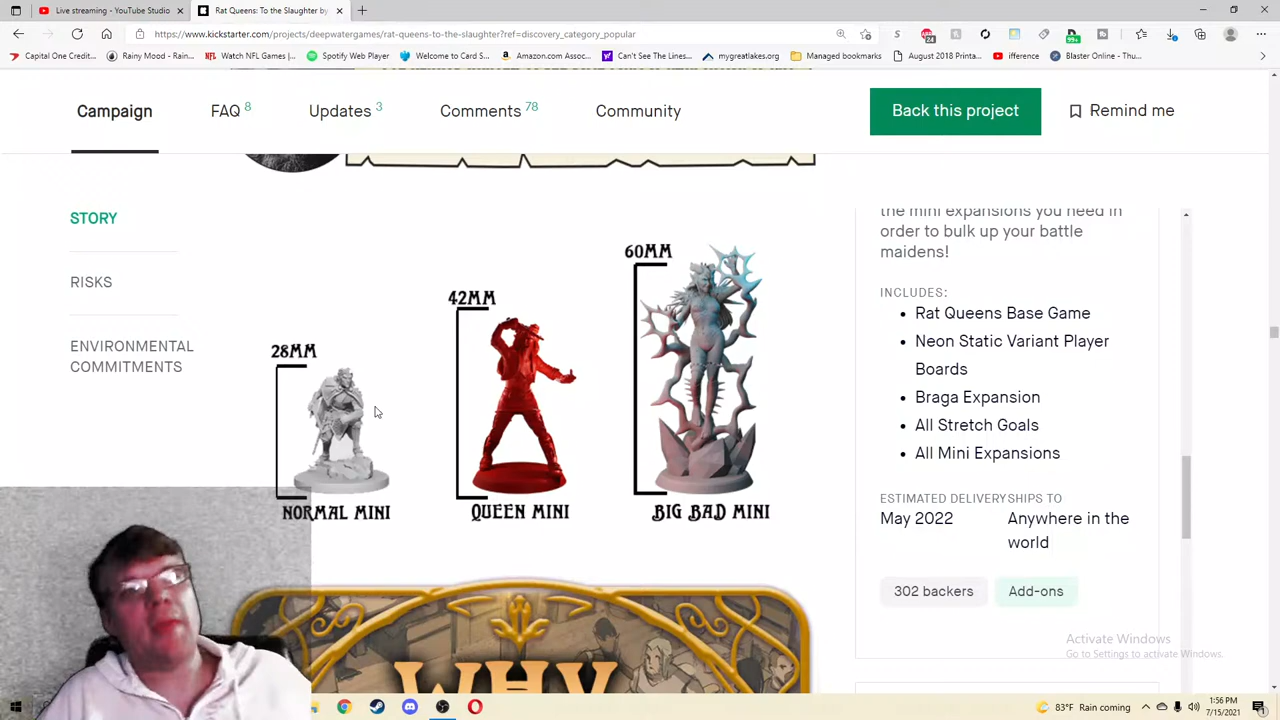 Live streaming - YouTube Studio
Rat Queens: To the Slaughter by
https://www.kickstarter.com/projects/deepwatergames/rat-queens-to-the-slaughter?ref=discovery_category_popular
24
99+
Capital One Credit...
Rainy Mood - Rain...
Watch NFL Games -...
Spotify Web Player
Welcome to Card S...
Amazon.com Assoc...
Can't See The Lines...
mygreatlakes.org
Managed bookmarks
August 2018 Printa...
ifference
Blaster Online - Thu...
Campaign
FAQ 8
Updates 3
Comments 78
Community
Back this project
Remind me
STORY
RISKS
ENVIRONMENTAL
COMMITMENTS
28MM
42MM
60MM
NORMAL MINI
QUEEN MINI
BIG BAD MINI
WHY
the mini expansions you need in
order to bulk up your battle
maidens!
INCLUDES:
Rat Queens Base Game
Neon Static Variant Player
Boards
Braga Expansion
All Stretch Goals
All Mini Expansions
ESTIMATED DELIVERY
SHIPS TO
May 2022
Anywhere in the
world
302 backers
Add-ons
Activate Windows
Go to Settings to activate Windows.
83°F Rain coming
1:56 PM
7/15/2021